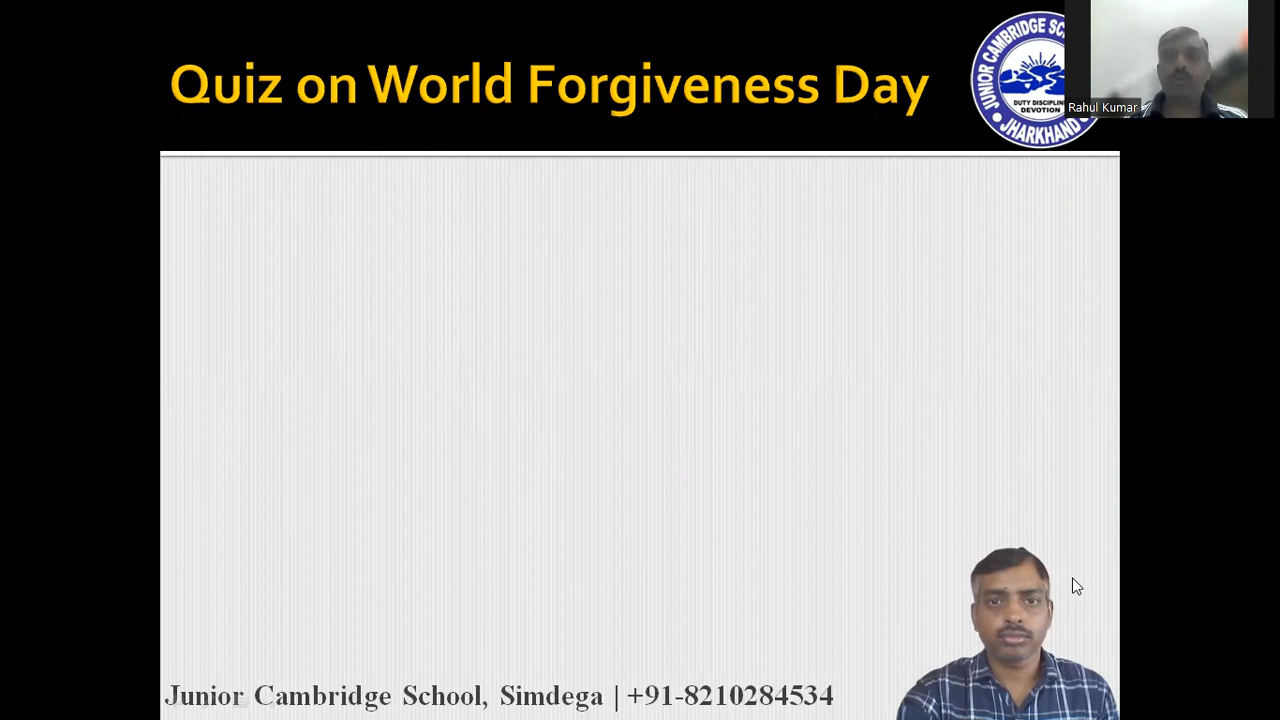 Quiz on World Forgiveness Day
JUNIOR CAMBRIDGE
DUTY DISCIPLINE
DEVOTION
JHARKHAND
Rahul Kumar
Junior Cambridge School, Simdega | +91-8210284534